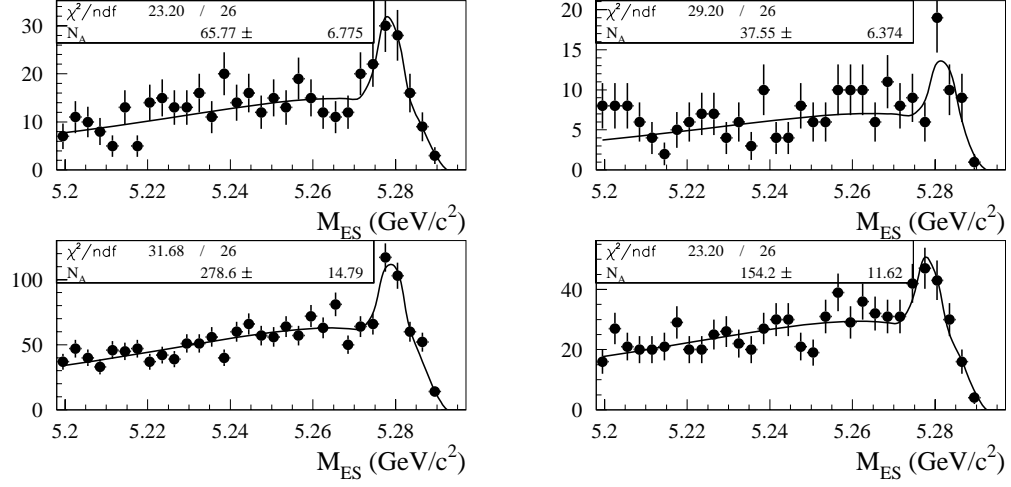 χ²/ndf 23.20 / 26
N_A 65.77 ± 6.775
30
20
10
0
5.2 5.22 5.24 5.26 5.28
M_ES (GeV/c²)
χ²/ndf 29.20 / 26
N_A 37.55 ± 6.374
20
15
10
5
0
5.2 5.22 5.24 5.26 5.28
M_ES (GeV/c²)
χ²/ndf 31.68 / 26
N_A 278.6 ± 14.79
100
50
0
5.2 5.22 5.24 5.26 5.28
M_ES (GeV/c²)
χ²/ndf 23.20 / 26
N_A 154.2 ± 11.62
40
20
0
5.2 5.22 5.24 5.26 5.28
M_ES (GeV/c²)